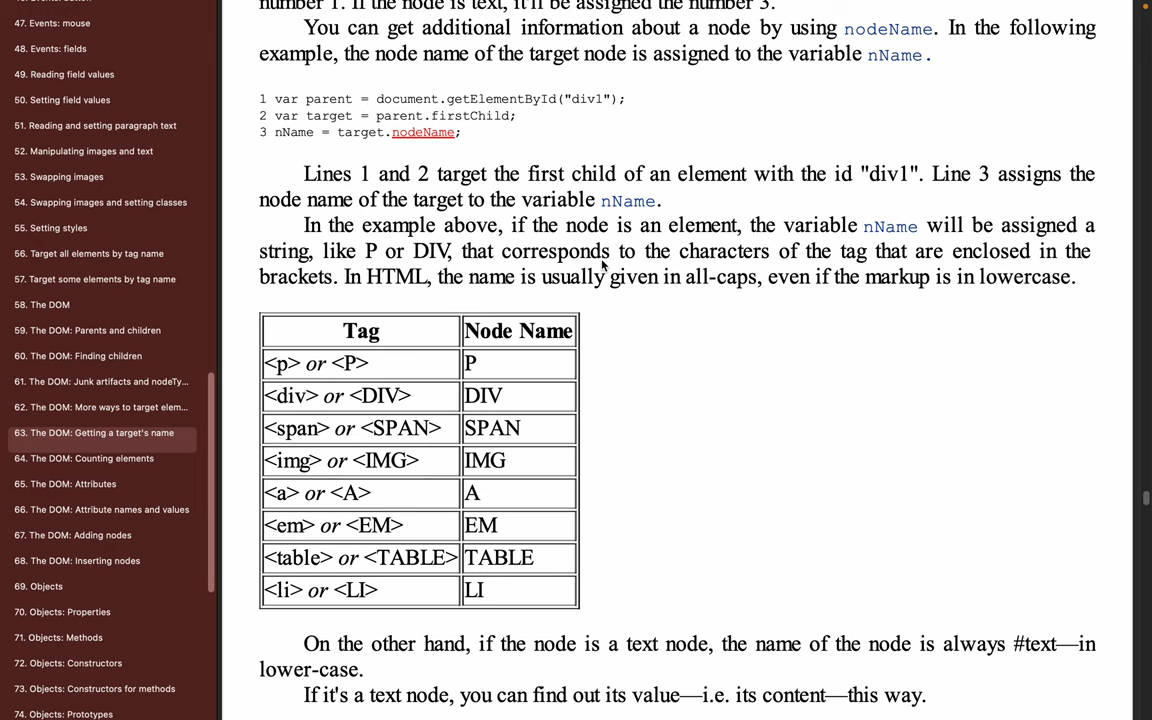 47. Events: mouse
48. Events: fields
49. Reading field values
50. Setting field values
51. Reading and setting paragraph text
52. Manipulating images and text
53. Swapping images
54. Swapping images and setting classes
55. Setting styles
56. Target all elements by tag name
57. Target some elements by tag name
58. The DOM
59. The DOM: Parents and children
60. The DOM: Finding children
61. The DOM: Junk artifacts and nodeTy...
62. The DOM: More ways to target elem...
63. The DOM: Getting a target's name
64. The DOM: Counting elements
65. The DOM: Attributes
66. The DOM: Attribute names and values
67. The DOM: Adding nodes
68. The DOM: Inserting nodes
69. Objects
70. Objects: Properties
71. Objects: Methods
72. Objects: Constructors
73. Objects: Constructors for methods
74. Objects: Prototypes
number 1. If the node is text, it'll be assigned the number 3.
You can get additional information about a node by using nodeName. In the following
example, the node name of the target node is assigned to the variable nName.
1 var parent = document.getElementById("div1");
2 var target = parent.firstChild;
3 nName = target.nodeName;
Lines 1 and 2 target the first child of an element with the id "div1". Line 3 assigns the
node name of the target to the variable nName.
In the example above, if the node is an element, the variable nName will be assigned a
string, like P or DIV, that corresponds to the characters of the tag that are enclosed in the
brackets. In HTML, the name is usually given in all-caps, even if the markup is in lowercase.
Tag Node Name
<p> or <P> P
<div> or <DIV> DIV
<span> or <SPAN> SPAN
<img> or <IMG> IMG
<a> or <A> A
<em> or <EM> EM
<table> or <TABLE> TABLE
<li> or <LI> LI
On the other hand, if the node is a text node, the name of the node is always #text—in
lower-case.
If it's a text node, you can find out its value—i.e. its content—this way.